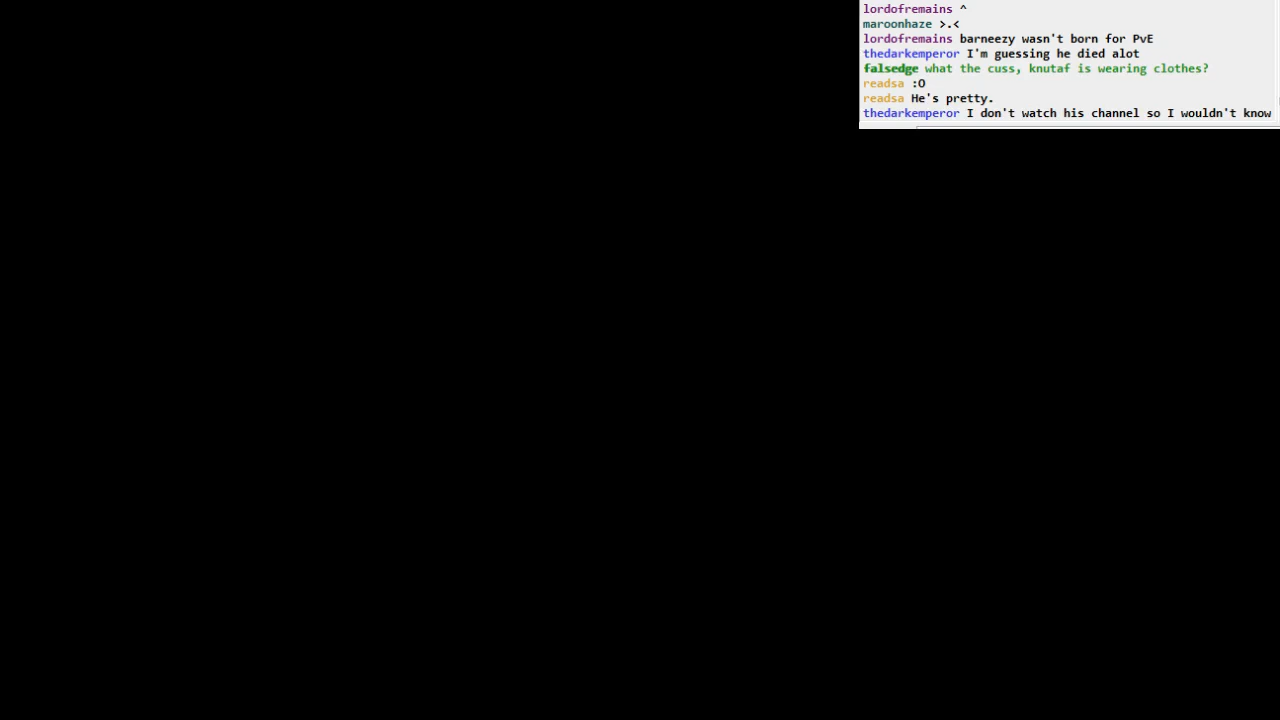 lordofremains ^
maroonhaze >.<
lordofremains barneezy wasn't born for PvE
thedarkemperor I'm guessing he died alot
falsedge what the cuss, knutaf is wearing clothes?
readsa :O
readsa He's pretty.
thedarkemperor I don't watch his channel so I wouldn't know